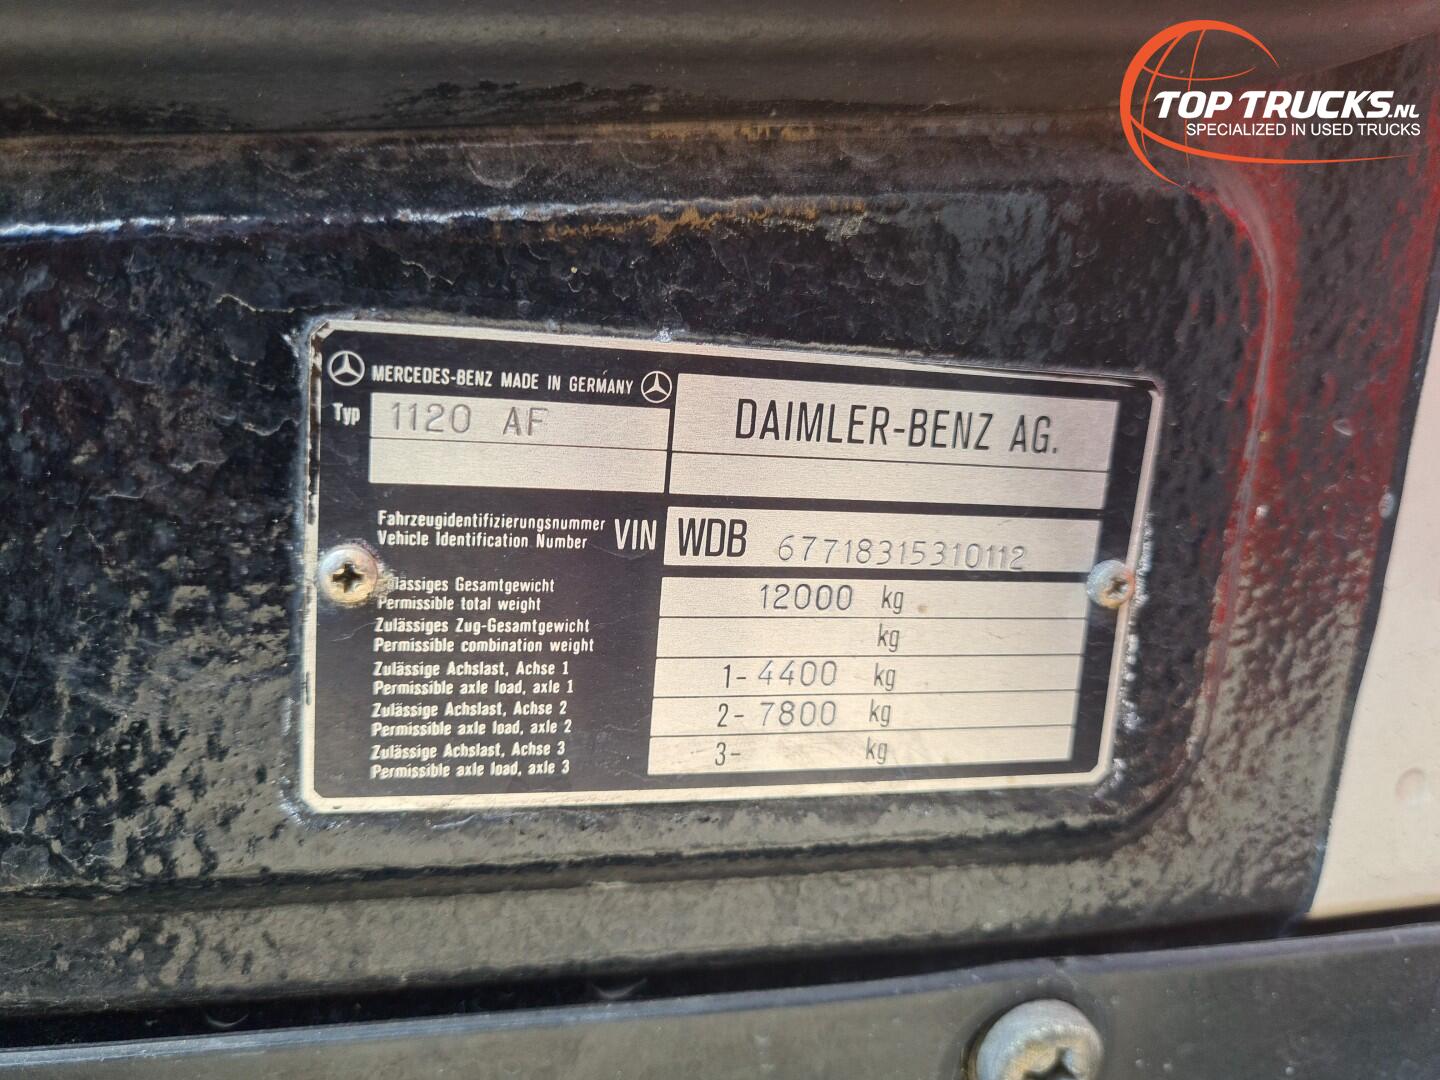 TOP TRUCKS.NL
SPECIALIZED IN USED TRUCKS
MERCEDES-BENZ MADE IN GERMANY
Typ 1120 AF
DAIMLER-BENZ AG.
Fahrzeugidentifizierungsnummer
Vehicle Identification Number
VIN WDB 67718315310112
Zulässiges Gesamtgewicht
Permissible total weight
12000 kg
Zulässiges Zug-Gesamtgewicht
Permissible combination weight
kg
Zulässige Achslast, Achse 1
Permissible axle load, axle 1
1- 4400 kg
Zulässige Achslast, Achse 2
Permissible axle load, axle 2
2- 7800 kg
Zulässige Achslast, Achse 3
Permissible axle load, axle 3
3- kg